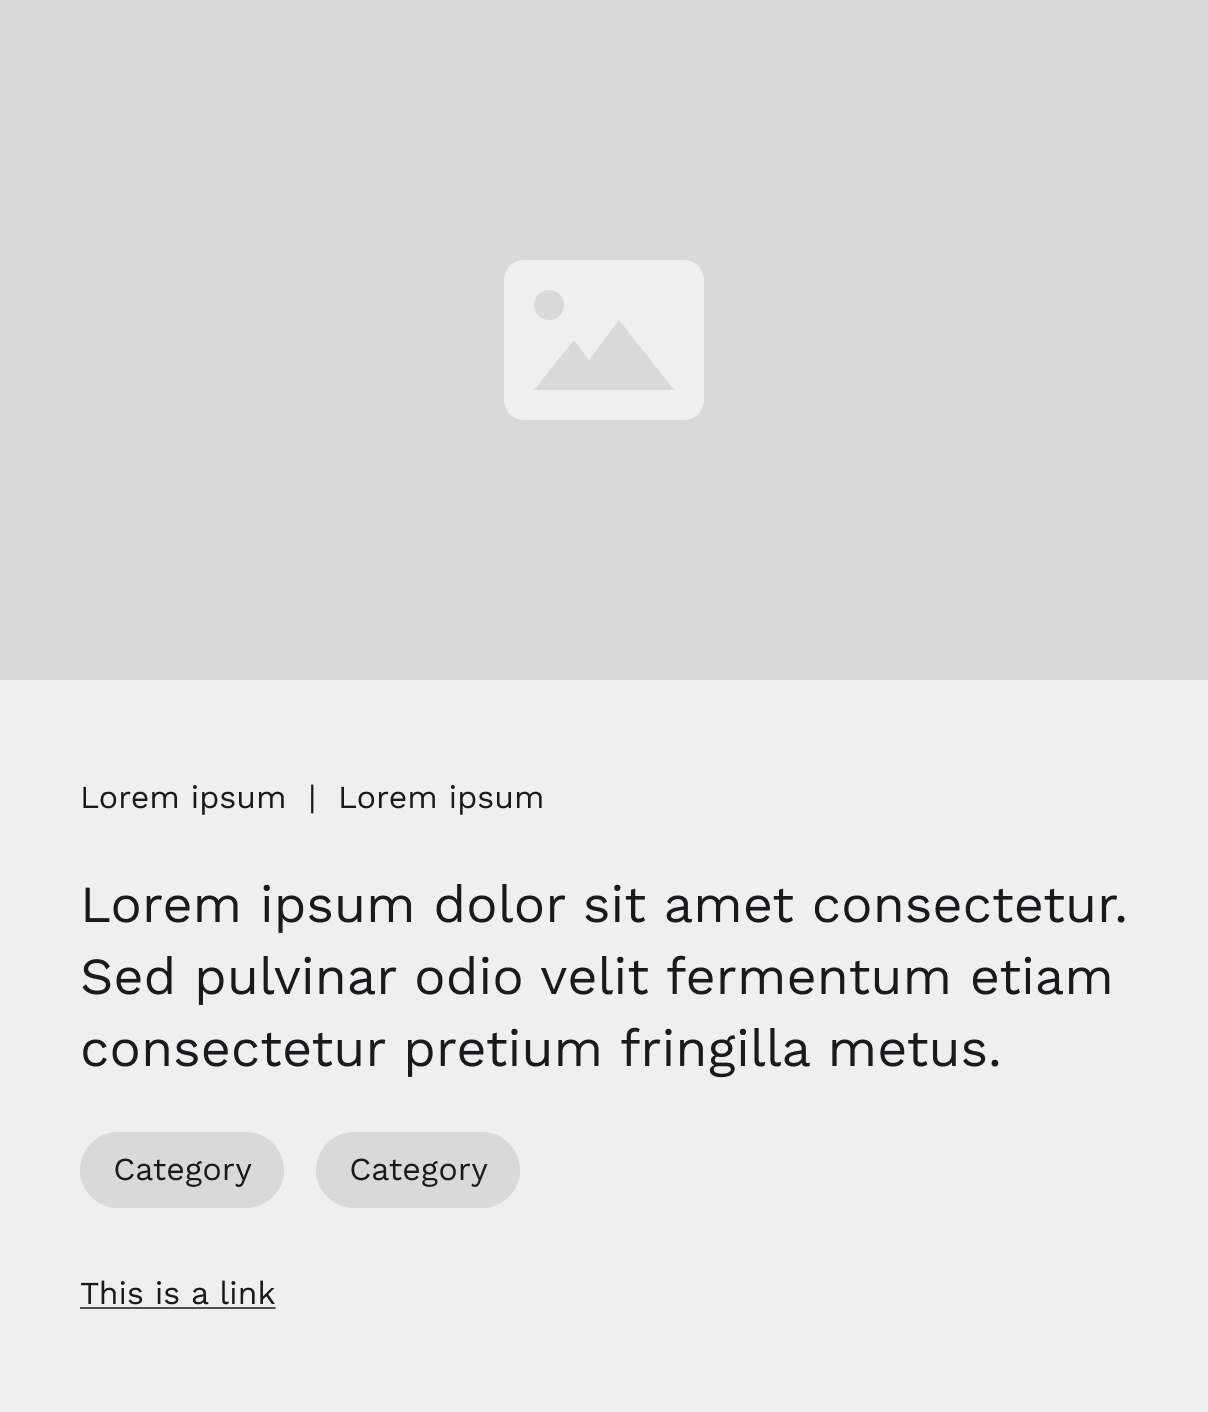 Lorem ipsum | Lorem ipsum
Lorem ipsum dolor sit amet consectetur.
Sed pulvinar odio velit fermentum etiam
consectetur pretium fringilla metus.
Category Category
This is a link